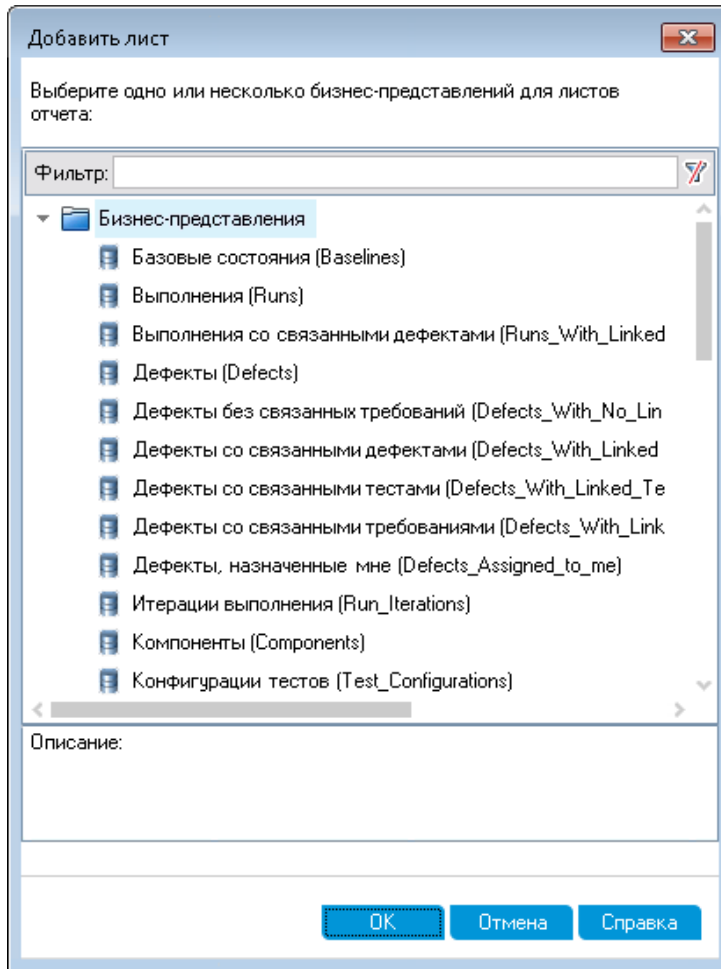 Добавить лист
Выберите одно или несколько бизнес-представлений для листов
отчета:
Фильтр:
Бизнес-представления
Базовые состояния (Baselines)
Выполнения (Runs)
Выполнения со связанными дефектами (Runs_With_Linked
Дефекты (Defects)
Дефекты без связанных требований (Defects_With_No_Lin
Дефекты со связанными дефектами (Defects_With_Linked
Дефекты со связанными тестами (Defects_With_Linked_Te
Дефекты со связанными требованиями (Defects_With_Link
Дефекты, назначенные мне (Defects_Assigned_to_me)
Итерации выполнения (Run_Iterations)
Компоненты (Components)
Конфигурации тестов (Test_Configurations)
Описание:
OK Отмена Справка